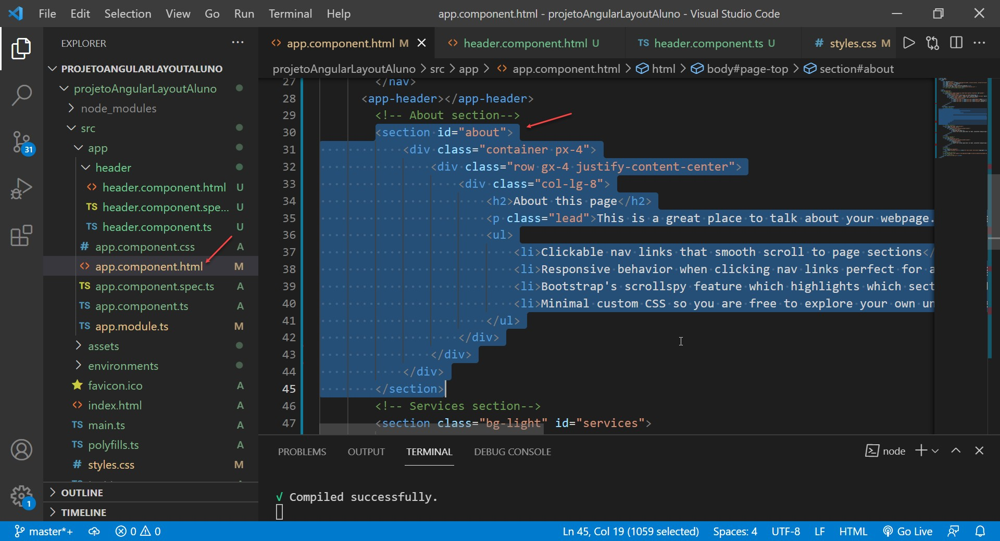 File Edit Selection View Go Run Terminal Help
app.component.html - projetoAngularLayoutAluno - Visual Studio Code
EXPLORER
PROJETOANGULARLAYOUTALUNO
projetoAngularLayoutAluno
node_modules
src
app
header
header.component.html U
header.component.spe... U
header.component.ts U
app.component.css A
app.component.html M
app.component.spec.ts A
app.component.ts A
app.module.ts M
assets
environments
favicon.ico A
index.html A
main.ts A
polyfills.ts A
styles.css M
OUTLINE
TIMELINE
31
1
app.component.html M header.component.html U TS header.component.ts U # styles.css M
projetoAngularLayoutAluno > src > app > app.component.html > html > body#page-top > section#about
27 </nav>
28 <app-header></app-header>
29 <!-- About section-->
30 <section id="about">
31 <div class="container px-4">
32 <div class="row gx-4 justify-content-center">
33 <div class="col-lg-8">
34 <h2>About this page</h2>
35 <p class="lead">This is a great place to talk about your webpage.
36 <ul>
37 <li>Clickable nav links that smooth scroll to page sections</
38 <li>Responsive behavior when clicking nav links perfect for a
39 <li>Bootstrap's scrollspy feature which highlights which sect
40 <li>Minimal custom CSS so you are free to explore your own un
41 </ul>
42 </div>
43 </div>
44 </div>
45 </section>
46 <!-- Services section-->
47 <section class="bg-light" id="services">
PROBLEMS OUTPUT TERMINAL DEBUG CONSOLE
node
√ Compiled successfully.
master*+ 0 0 Ln 45, Col 19 (1059 selected) Spaces: 4 UTF-8 LF HTML Go Live